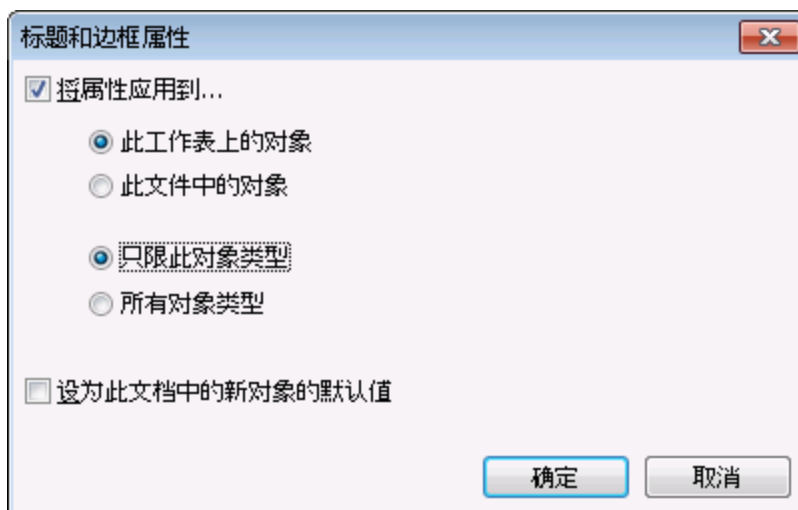 标题和边框属性
将属性应用到...
此工作表上的对象
此文件中的对象
只限此对象类型
所有对象类型
设为此文档中的新对象的默认值
确定 取消